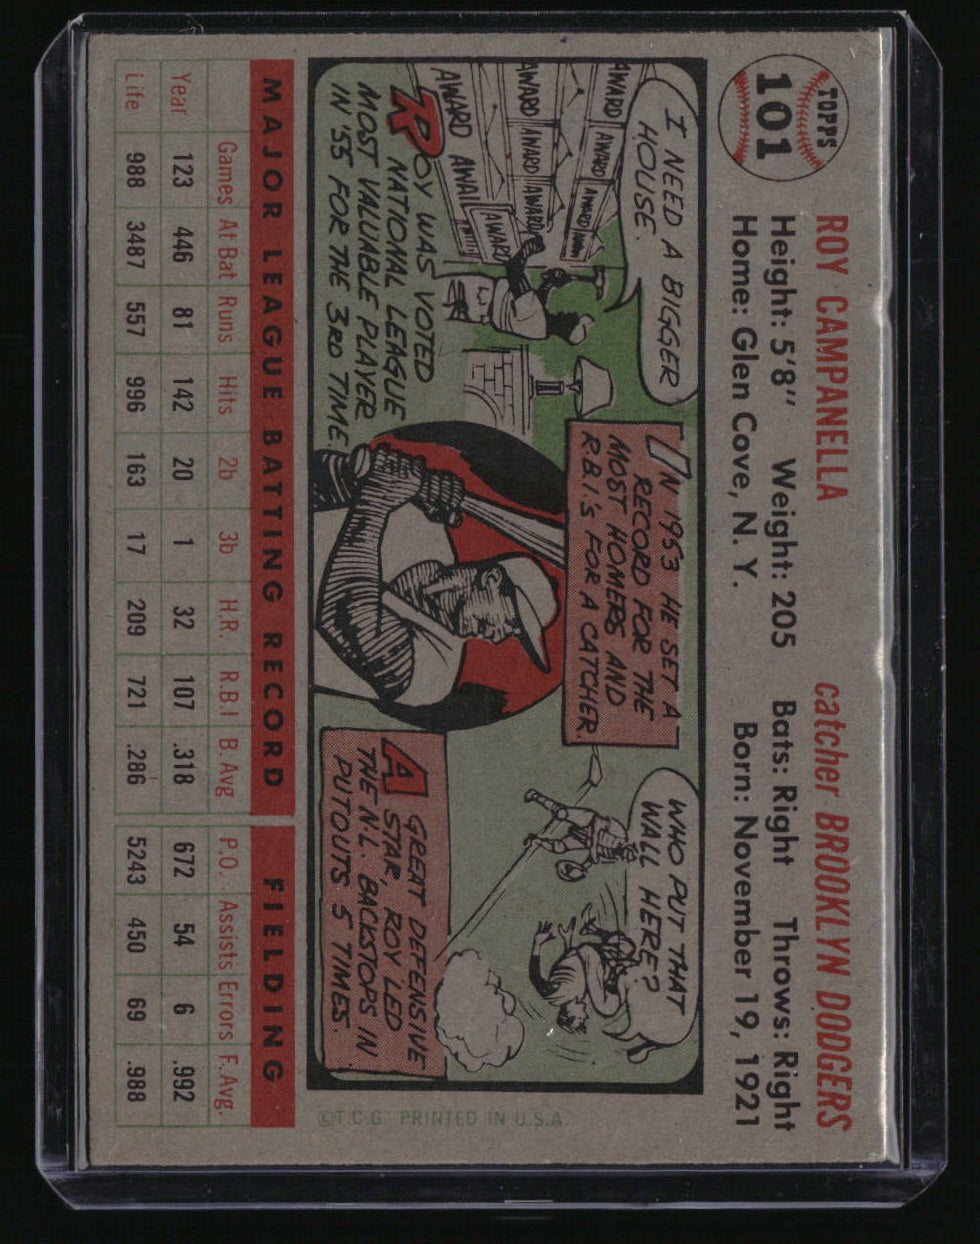 TOPPS
101
ROY CAMPANELLA catcher BROOKLYN DODGERS
Height: 5'8" Weight: 205 Bats: Right Throws: Right
Home: Glen Cove, N. Y. Born: November 19, 1921
I NEED A BIGGER
HOUSE.
AWARD
AWARD
AWARD
AWARD
AWARD
AWARD
AWARD
AWARD
ROY WAS VOTED
NATIONAL LEAGUE
MOST VALUABLE PLAYER
IN '55 FOR THE 3RD TIME.
IN 1953 HE SET A
RECORD FOR THE
MOST HOMERS AND
R.B.I.'S FOR A CATCHER.
WHO PUT THAT
WALL HERE?
A GREAT DEFENSIVE
STAR, ROY LED
THE N.L. BACKSTOPS IN
PUTOUTS 5 TIMES.
©T.C.G. PRINTED IN U.S.A.
MAJOR LEAGUE BATTING RECORD FIELDING
Games At Bat Runs Hits 2b 3b H.R. R.B.I B.Avg P.O. Assists Errors F.Avg.
Year 123 446 81 142 20 1 32 107 .318 672 54 6 .992
Life 988 3487 557 996 163 17 209 721 .286 5243 450 69 .988